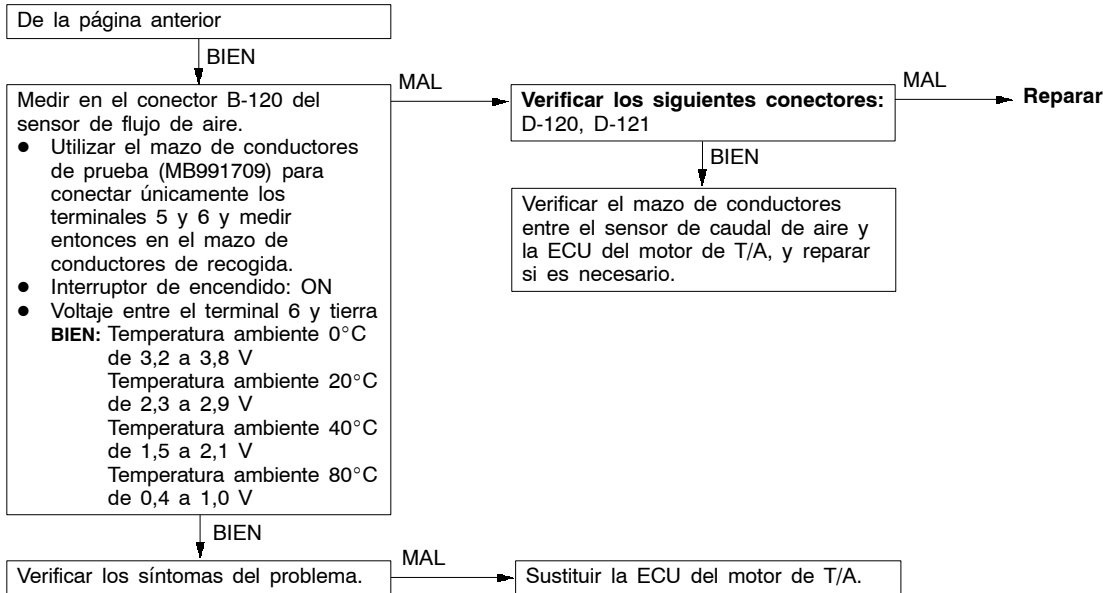 De la página anterior
BIEN
Medir en el conector B-120 del
sensor de flujo de aire.
● Utilizar el mazo de conductores
de prueba (MB991709) para
conectar únicamente los
terminales 5 y 6 y medir
entonces en el mazo de
conductores de recogida.
● Interruptor de encendido: ON
● Voltaje entre el terminal 6 y tierra
BIEN: Temperatura ambiente 0°C
de 3,2 a 3,8 V
Temperatura ambiente 20°C
de 2,3 a 2,9 V
Temperatura ambiente 40°C
de 1,5 a 2,1 V
Temperatura ambiente 80°C
de 0,4 a 1,0 V
MAL
Verificar los siguientes conectores:
D-120, D-121
MAL
Reparar
BIEN
Verificar el mazo de conductores
entre el sensor de caudal de aire y
la ECU del motor de T/A, y reparar
si es necesario.
BIEN
Verificar los síntomas del problema.
MAL
Sustituir la ECU del motor de T/A.